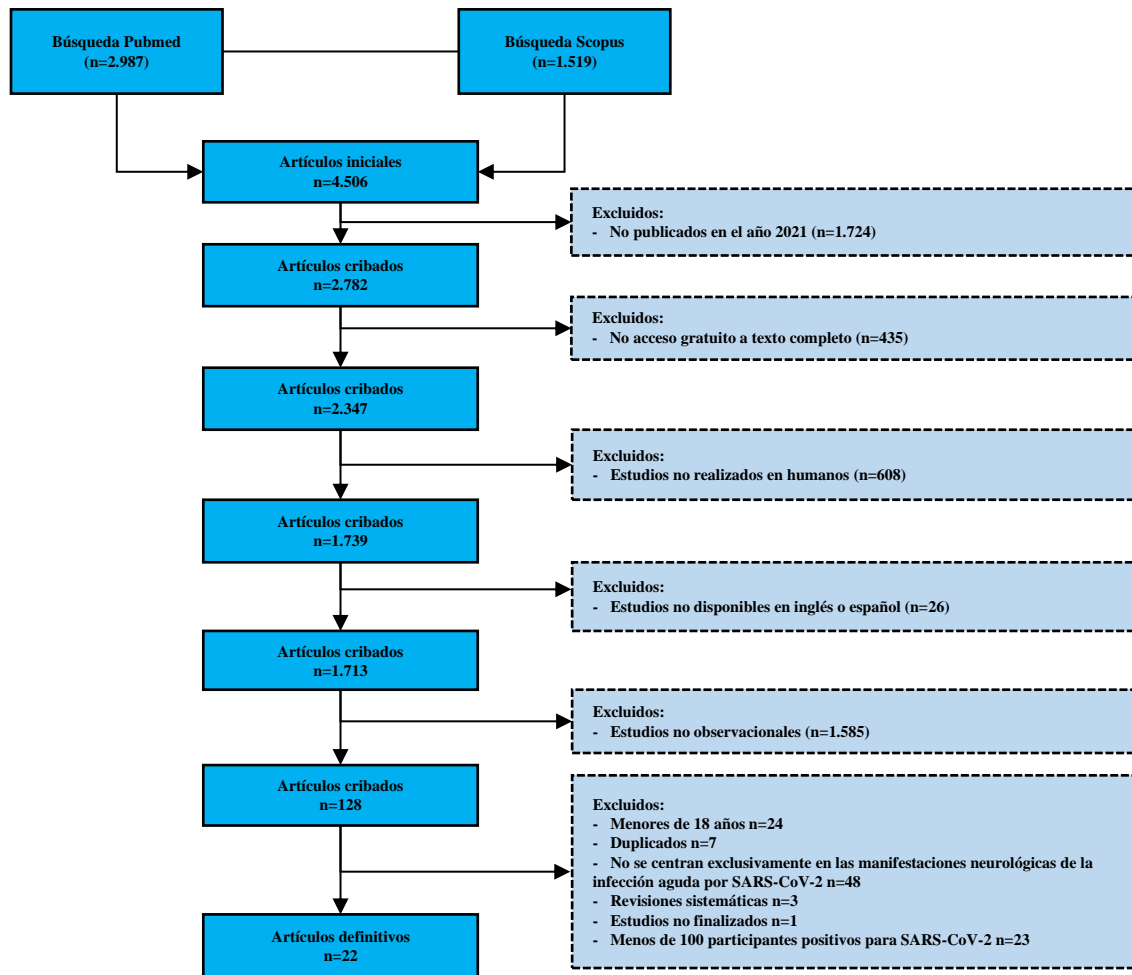 Búsqueda Pubmed
(n=2.987)
Búsqueda Scopus
(n=1.519)
Artículos iniciales
n=4.506
Excluidos:
- No publicados en el año 2021 (n=1.724)
Artículos cribados
n=2.782
Excluidos:
- No acceso gratuito a texto completo (n=435)
Artículos cribados
n=2.347
Excluidos:
- Estudios no realizados en humanos (n=608)
Artículos cribados
n=1.739
Excluidos:
- Estudios no disponibles en inglés o español (n=26)
Artículos cribados
n=1.713
Excluidos:
- Estudios no observacionales (n=1.585)
Artículos cribados
n=128
Excluidos:
- Menores de 18 años n=24
- Duplicados n=7
- No se centran exclusivamente en las manifestaciones neurológicas de la
infección aguda por SARS-CoV-2 n=48
- Revisiones sistemáticas n=3
- Estudios no finalizados n=1
- Menos de 100 participantes positivos para SARS-CoV-2 n=23
Artículos definitivos
n=22